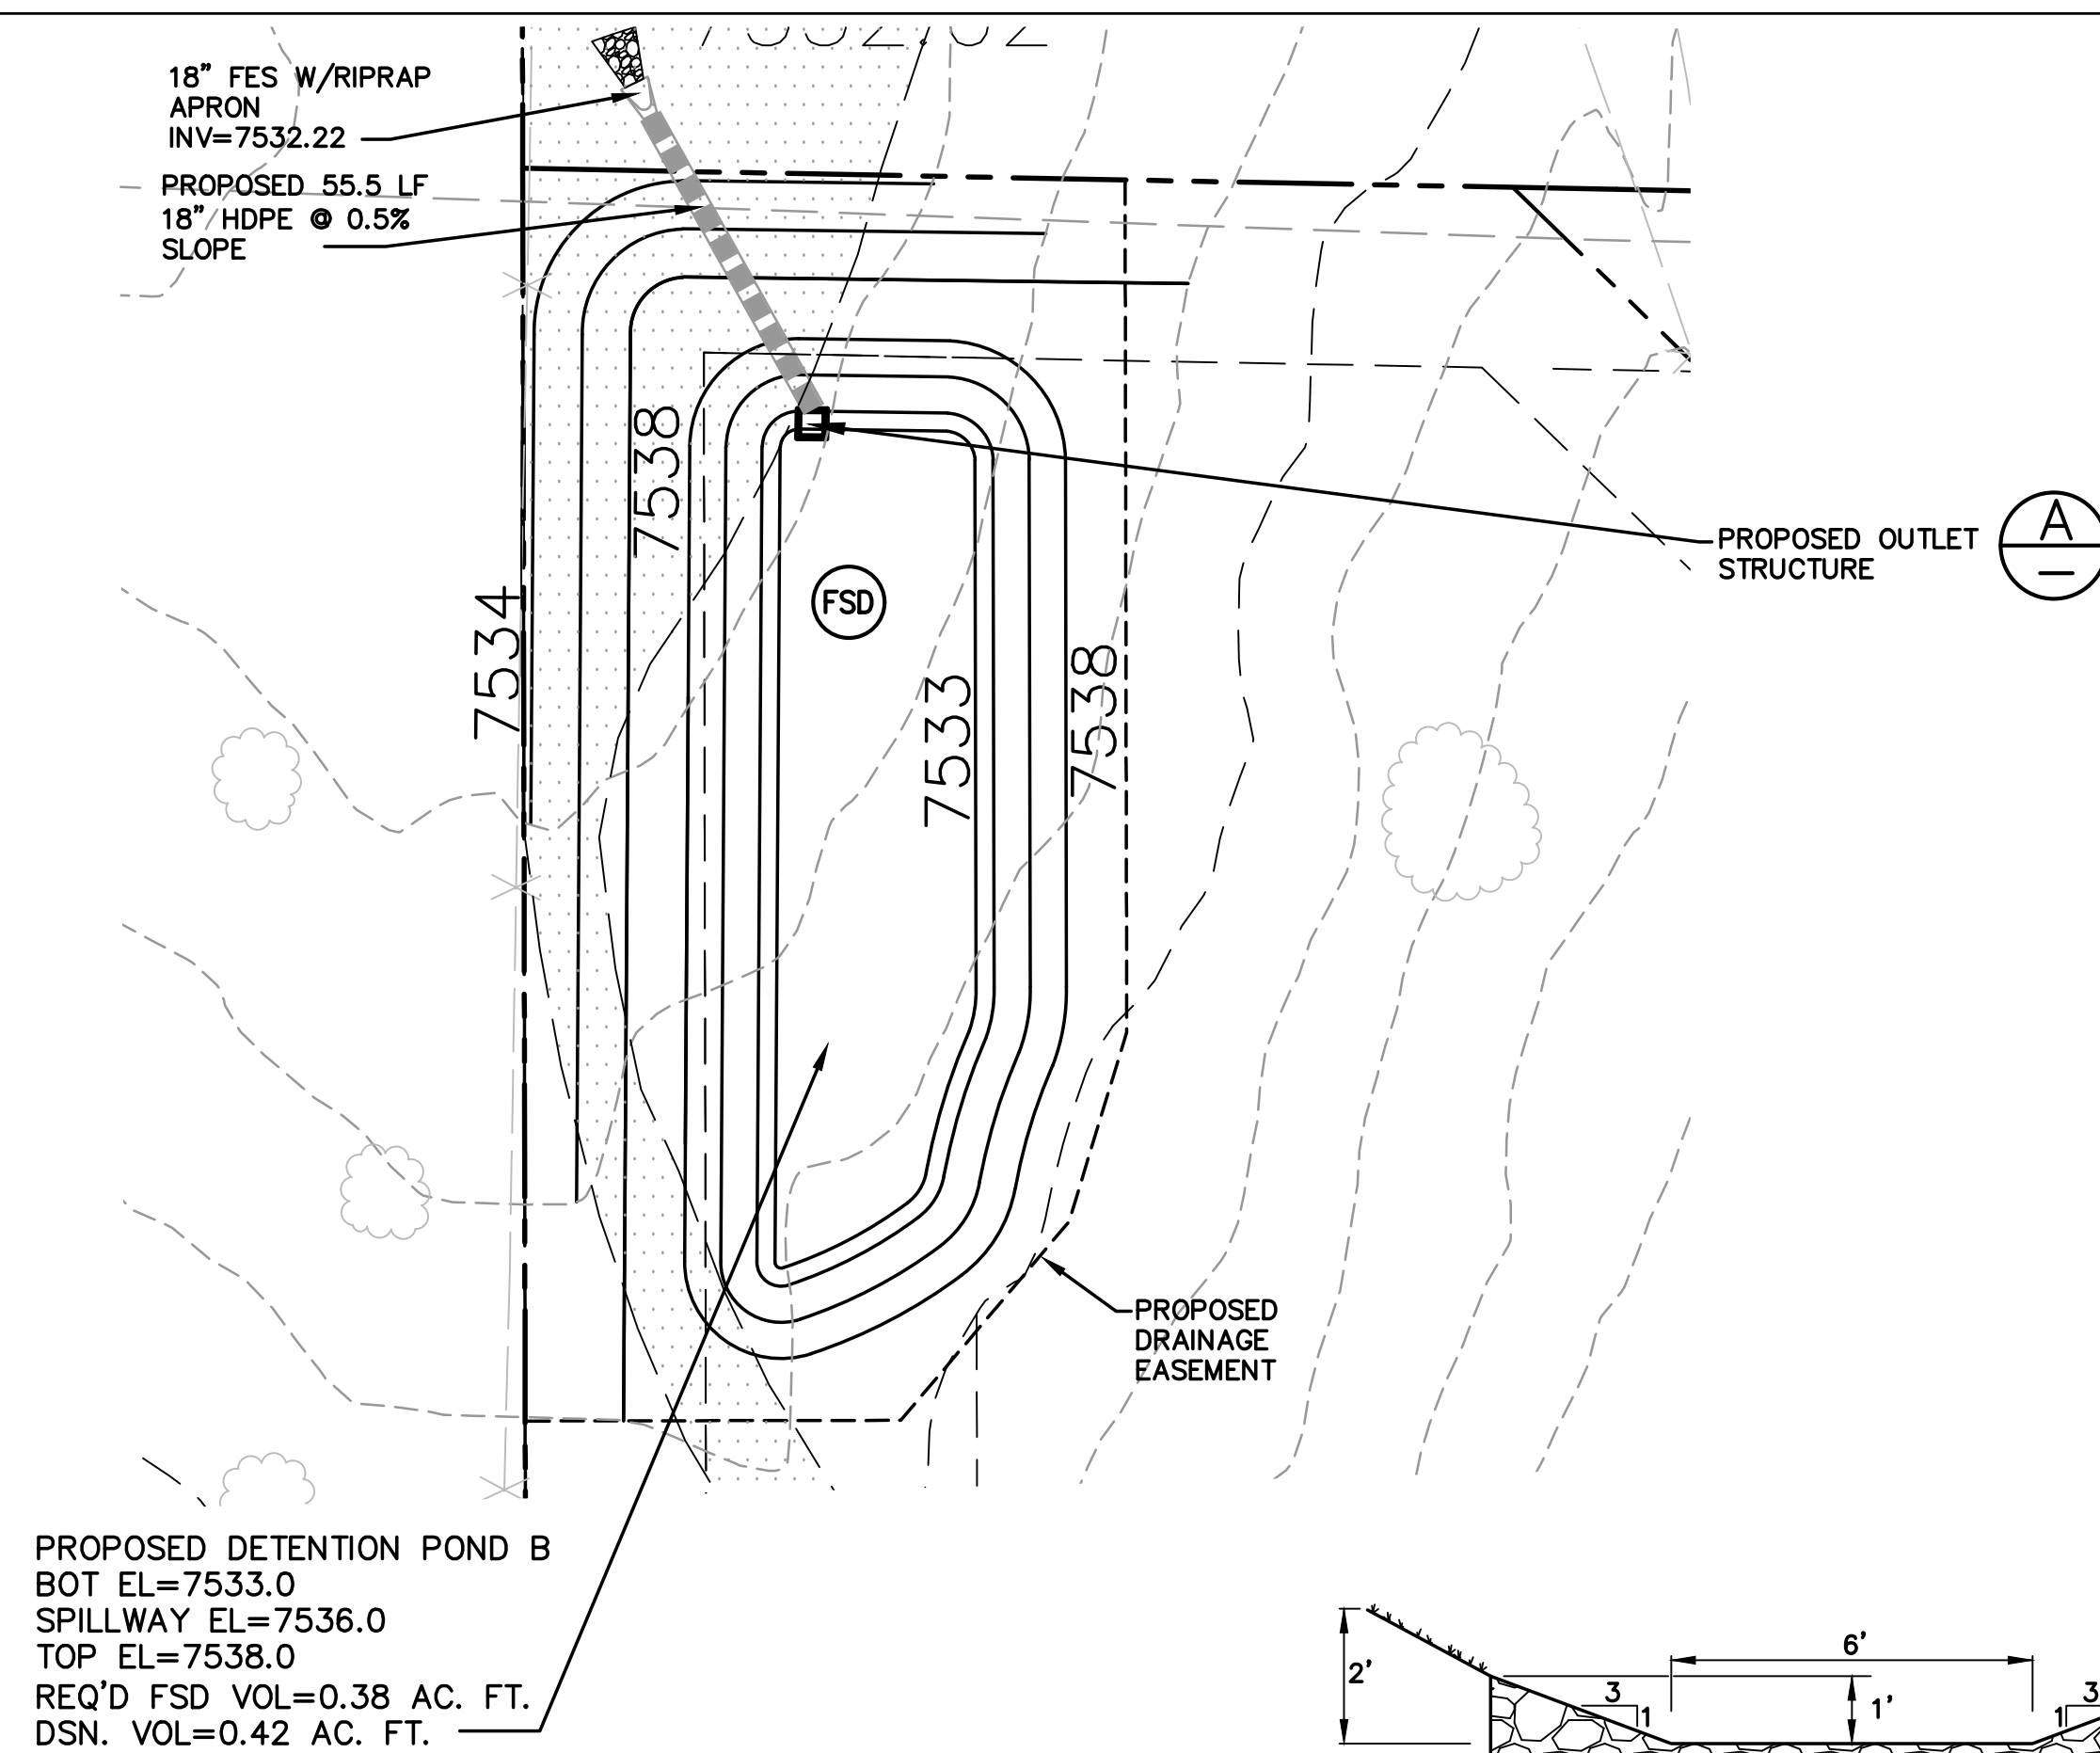 18” FES W/RIPRAP
APRON
INV=7532.22
PROPOSED 55.5 LF
18” HDPE @ 0.5%
SLOPE
7538
7534
FSD
7533
7538
PROPOSED OUTLET
STRUCTURE
A
—
PROPOSED
DRAINAGE
EASEMENT
PROPOSED DETENTION POND B
BOT EL=7533.0
SPILLWAY EL=7536.0
TOP EL=7538.0
REQ’D FSD VOL=0.38 AC. FT.
DSN. VOL=0.42 AC. FT.
2’
3
1
6’
1’
3
1